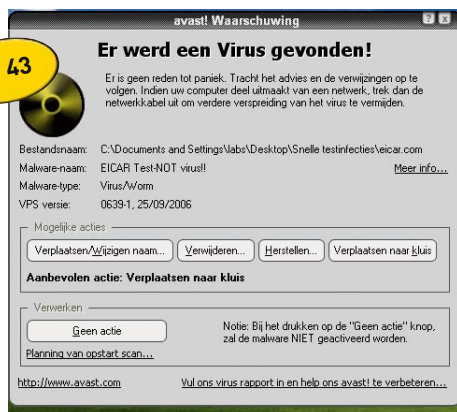 avast! Waarschuwing
43
Er werd een Virus gevonden!
Er is geen reden tot paniek. Tracht het advies en de verwijzingen op te
volgen. Indien uw computer deel uitmaakt van een netwerk, trek dan de
netwerkkabel uit om verdere verspreiding van het virus te vermijden.
Bestandsnaam: C:\Documents and Settings\labs\Desktop\Snelle testinfecties\eicar.com
Malware-naam: EICAR Test-NOT virus!! Meer info...
Malware-type: Virus/Worm
VPS versie: 0639-1, 25/09/2006
Mogelijke acties
Verplaatsen/Wijzigen naam... Verwijderen... Herstellen... Verplaatsen naar kluis
Aanbevolen actie: Verplaatsen naar kluis
Verwerken
Geen actie
Notie: Bij het drukken op de "Geen actie" knop,
zal de malware NIET geactiveerd worden.
Planning van opstart scan...
http://www.avast.com Vul ons virus rapport in en help ons avast! te verbeteren...